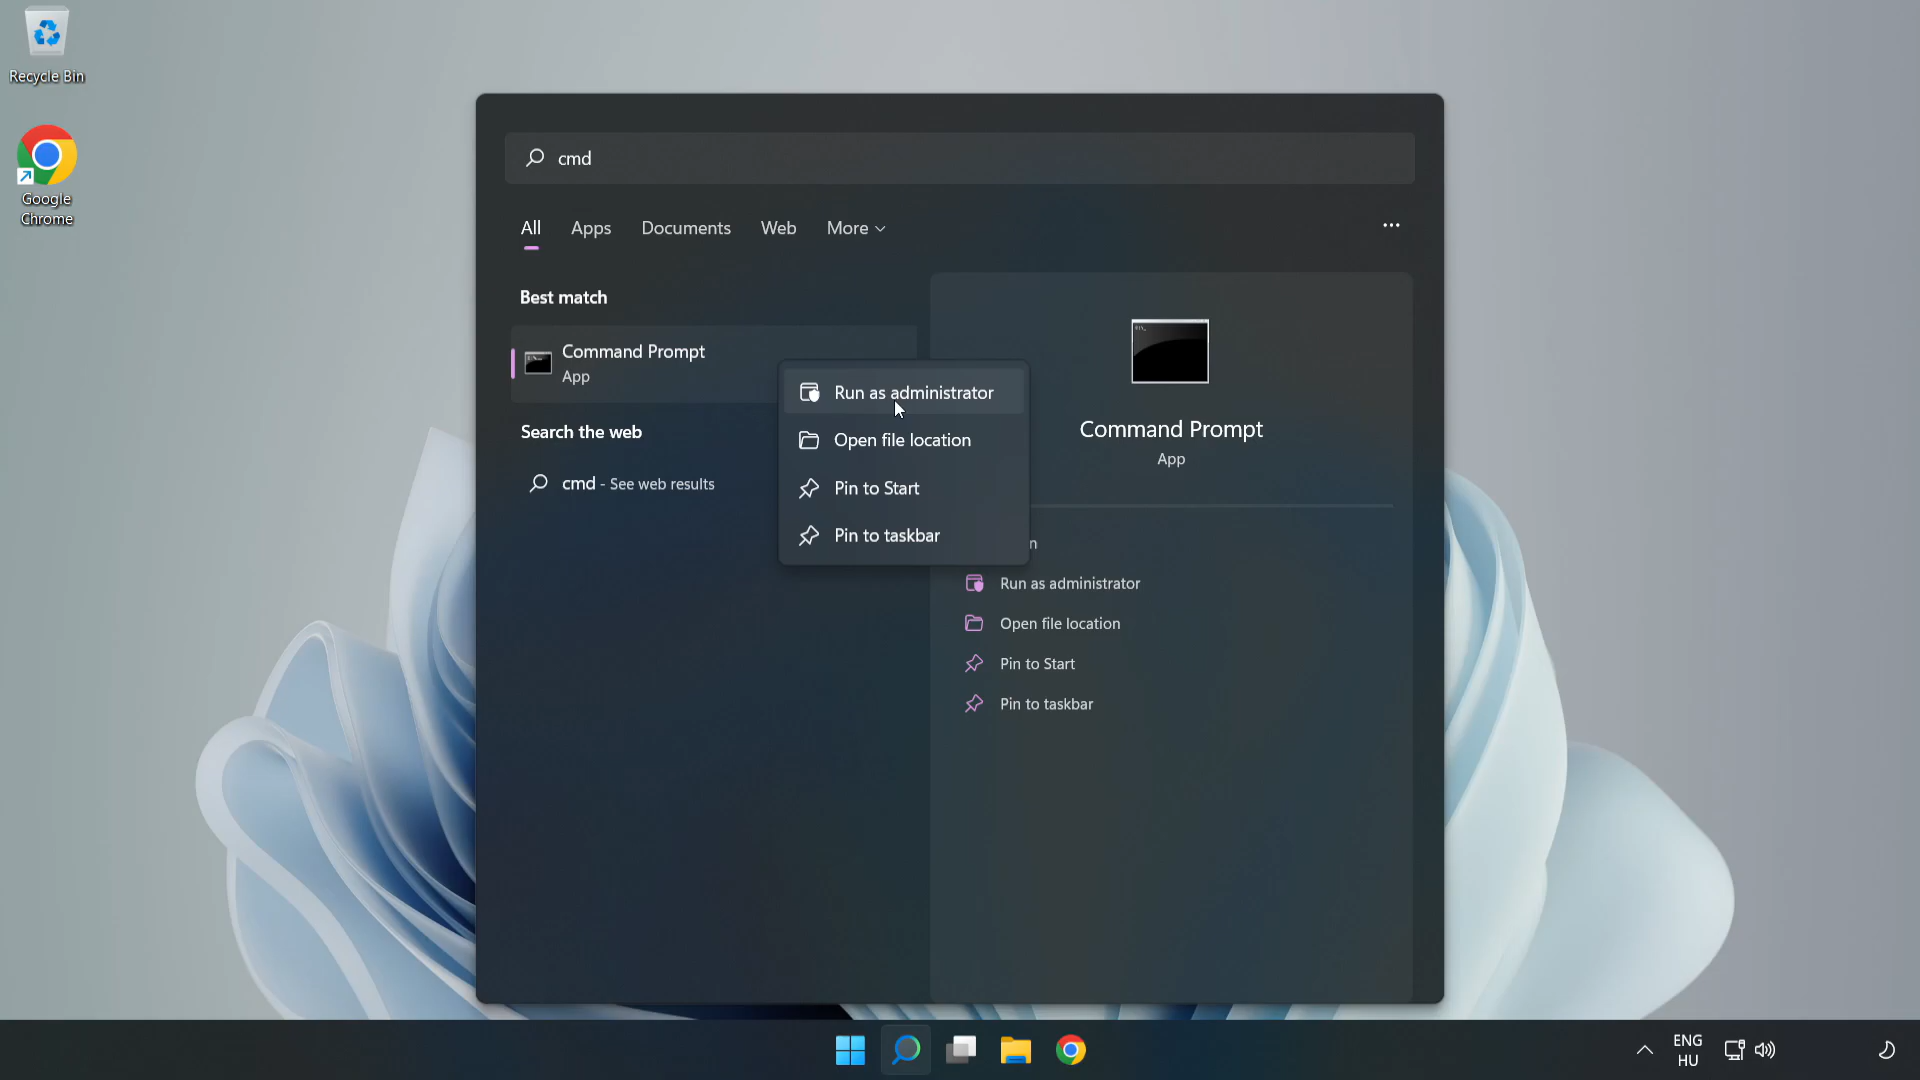 Recycle Bin
Google
Chrome
cmd
All
Apps
Documents
Web
More
Best match
Command Prompt
App
Search the web
cmd - See web results
Run as administrator
Open file location
Pin to Start
Pin to taskbar
Command Prompt
App
n
Run as administrator
Open file location
Pin to Start
Pin to taskbar
ENG
HU